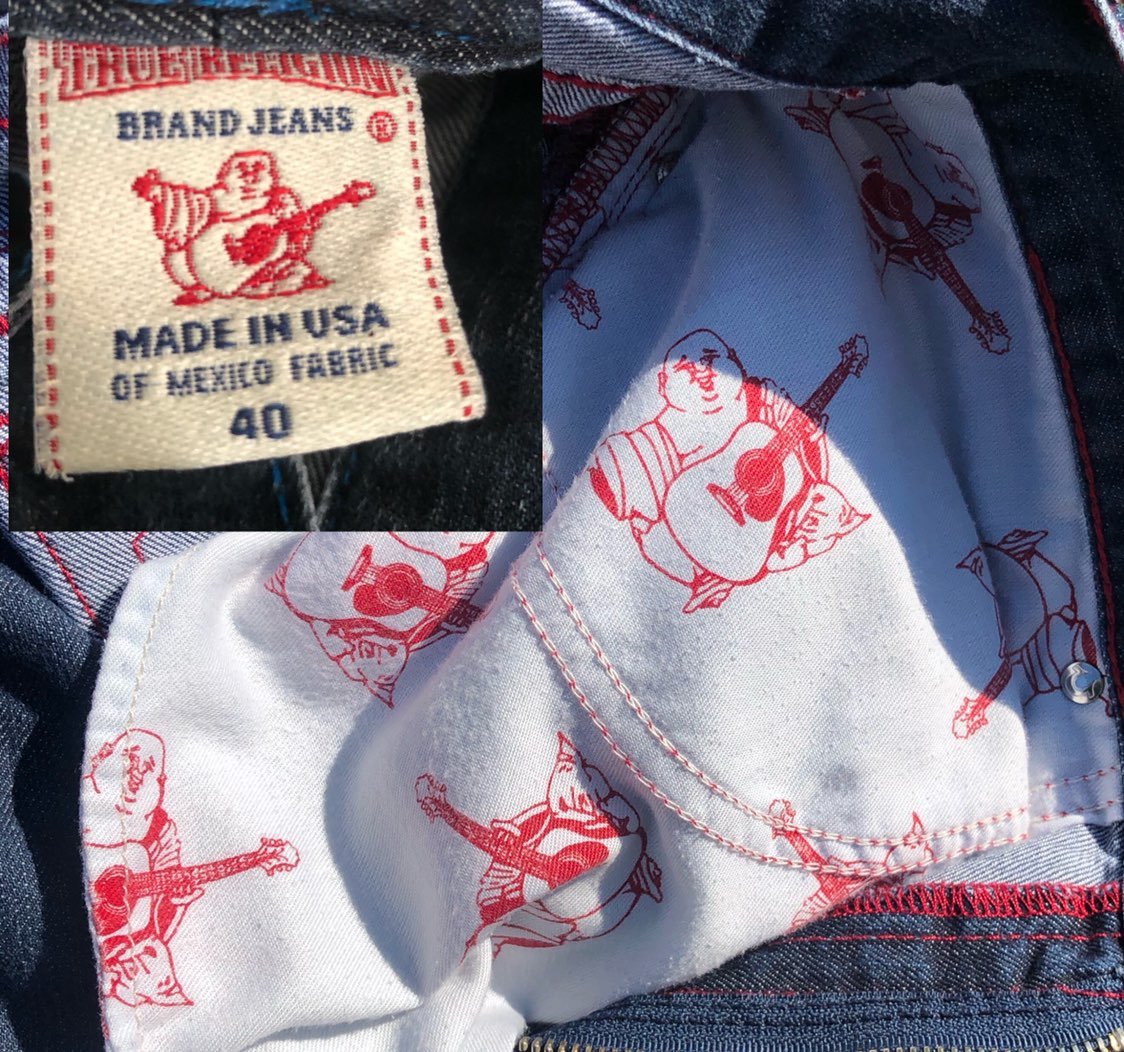 TRUE RELIGION
BRAND JEANS ®
MADE IN USA
OF MEXICO FABRIC
40